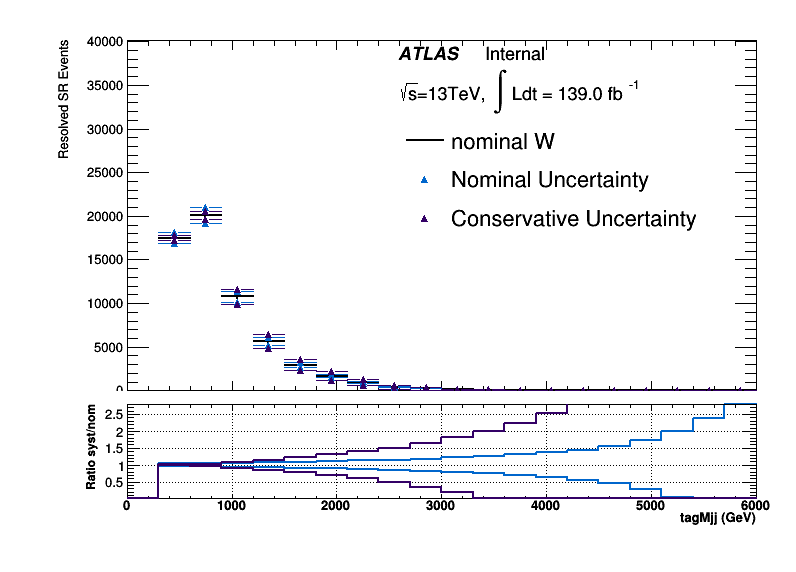 ATLAS Internal
√s=13TeV, ∫ Ldt = 139.0 fb -1
nominal W
Nominal Uncertainty
Conservative Uncertainty
Resolved SR Events
40000
35000
30000
25000
20000
15000
10000
5000
0
Ratio syst/nom
2.5
2
1.5
1
0.5
0 1000 2000 3000 4000 5000 6000
tagMjj (GeV)